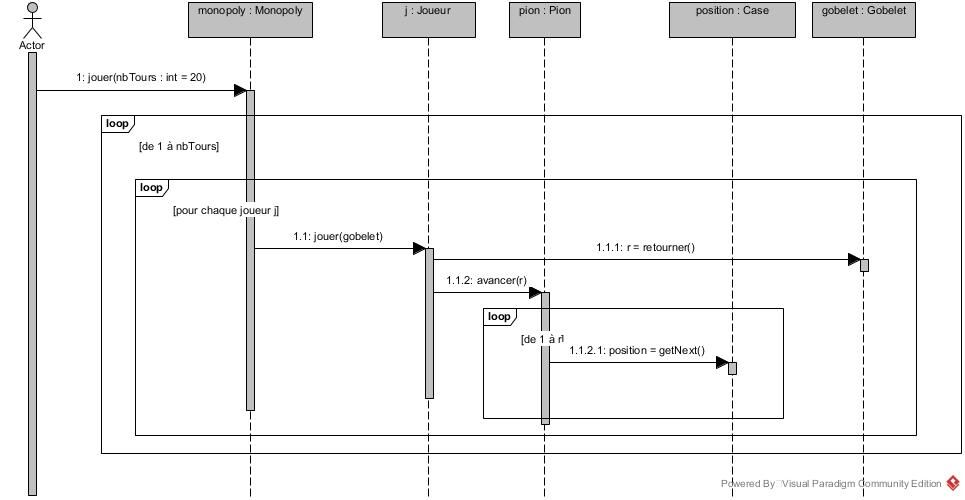 monopoly : Monopoly
j : Joueur
pion : Pion
position : Case
gobelet : Gobelet
Actor
1: jouer(nbTours : int = 20)
loop
[de 1 à nbTours]
loop
[pour chaque joueur j]
1.1: jouer(gobelet)
1.1.1: r = retourner()
1.1.2: avancer(r)
loop
[de 1 à r]
1.1.2.1: position = getNext()
Powered By Visual Paradigm Community Edition